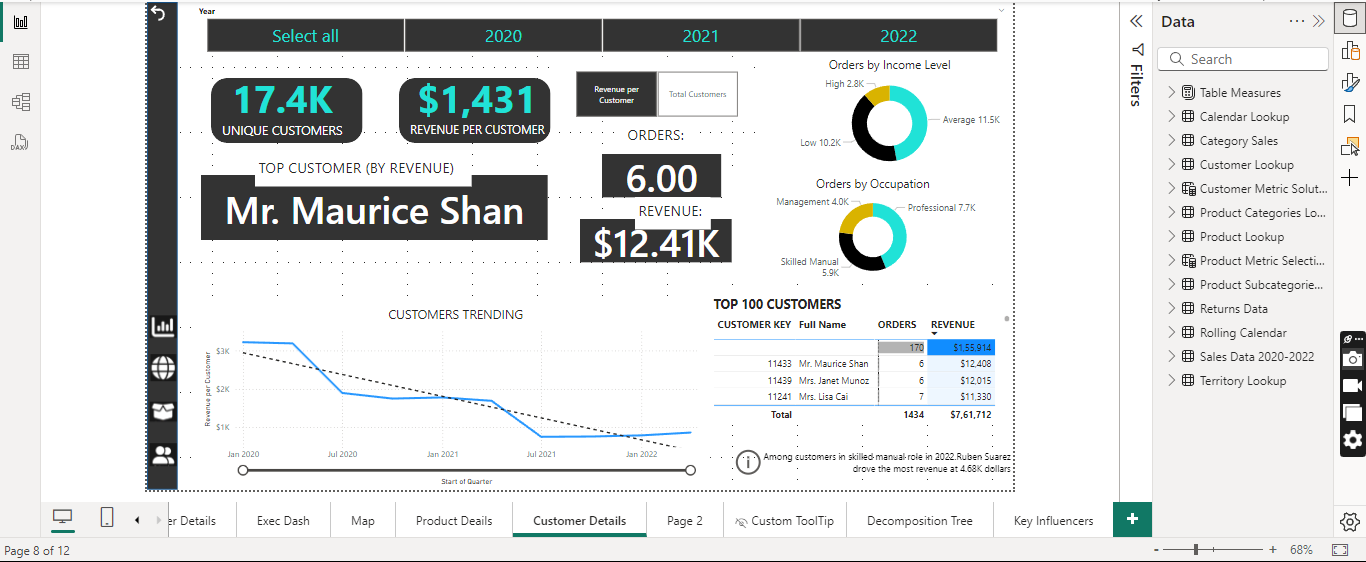 Year
Select all 2020 2021 2022
17.4K
UNIQUE CUSTOMERS
$1,431
REVENUE PER CUSTOMER
Revenue per Customer
Total Customers
TOP CUSTOMER (BY REVENUE)
Mr. Maurice Shan
ORDERS:
6.00
REVENUE:
$12.41K
Orders by Income Level
High 2.8K
Average 11.5K
Low 10.2K
Orders by Occupation
Management 4.0K
Professional 7.7K
Skilled Manual
5.9K
CUSTOMERS TRENDING
Revenue per Customer
$3K
$2K
$1K
Jan 2020 Jul 2020 Jan 2021 Jul 2021 Jan 2022
Start of Quarter
TOP 100 CUSTOMERS
CUSTOMER KEY Full Name ORDERS REVENUE
170 $1,55,914
11433 Mr. Maurice Shan 6 $12,408
11439 Mrs. Janet Munoz 6 $12,015
11241 Mrs. Lisa Cai 7 $11,330
Total 1434 $7,61,712
Among customers in skilled manual role in 2022.Ruben Suarez
drove the most revenue at 4.68K dollars
Filters
Data
Search
Table Measures
Calendar Lookup
Category Sales
Customer Lookup
Customer Metric Solut...
Product Categories Lo...
Product Lookup
Product Metric Selecti...
Product Subcategorie...
Returns Data
Rolling Calendar
Sales Data 2020-2022
Territory Lookup
DAX
er Details Exec Dash Map Product Deails Customer Details Page 2 Custom ToolTip Decomposition Tree Key Influencers +
Page 8 of 12
- + 68%